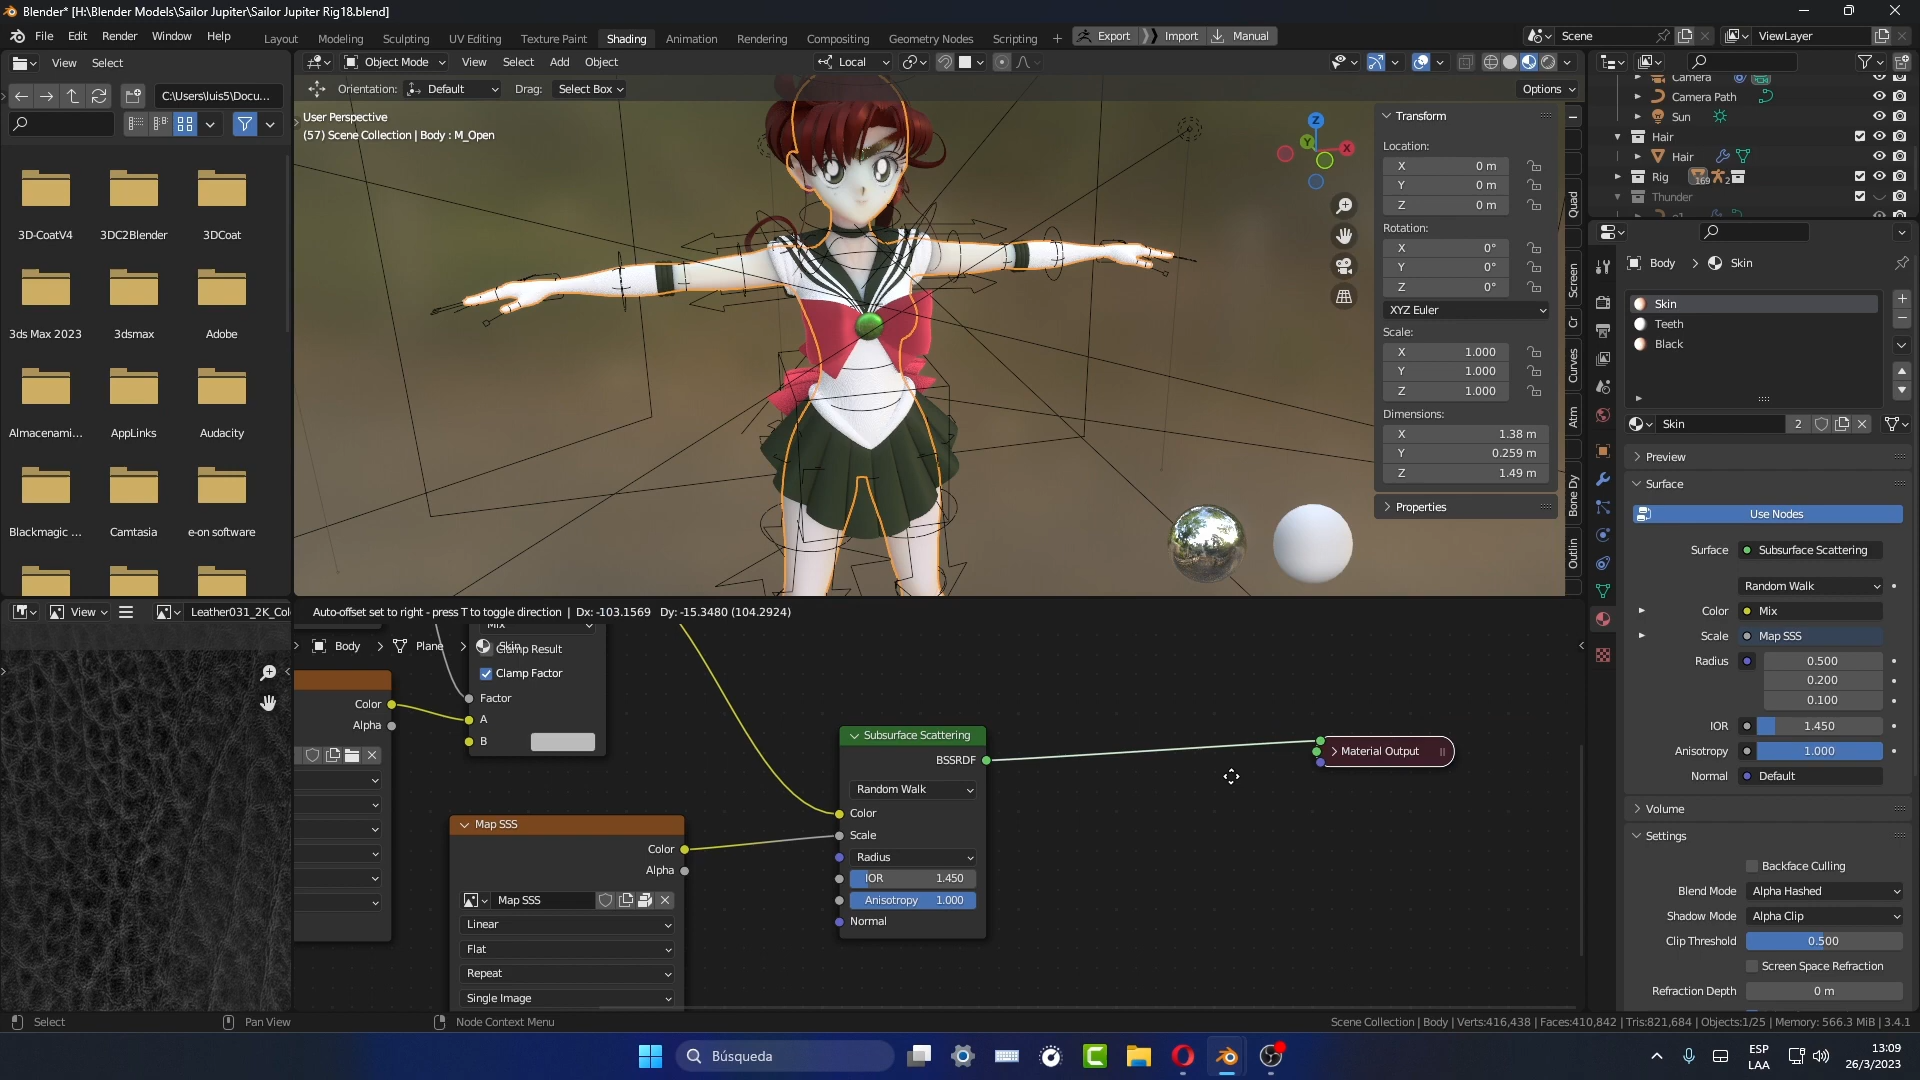 Blender* [H:\Blender Models\Sailor Jupiter\Sailor Jupiter Rig18.blend]
File Edit Render Window Help
Layout Modeling Sculpting UV Editing Texture Paint Shading Animation Rendering Compositing Geometry Nodes Scripting + Export Import Manual
Scene
ViewLayer
View Select
Object Mode View Select Add Object
Local
C:\Users\luis5\Docu...
Orientation: Default Drag: Select Box
Options
User Perspective
(57) Scene Collection | Body : M_Open
Z
Y
X
3D-CoatV4 3DC2Blender 3DCoat
3ds Max 2023 3dsmax Adobe
Almacenami... AppLinks Audacity
Blackmagic ... Camtasia e-on software
Transform
Location:
X 0 m
Y 0 m
Z 0 m
Rotation:
X 0°
Y 0°
Z 0°
XYZ Euler
Scale:
X 1.000
Y 1.000
Z 1.000
Dimensions:
X 1.38 m
Y 0.259 m
Z 1.49 m
Properties
Quad
Screen
Cr
Curves
Atm
Bone Dy
Outlin
Camera
Camera Path
Sun
Hair
Hair
Rig 169 2
Thunder
Body > Skin
Skin
Teeth
Black
Skin 2
Preview
Surface
Use Nodes
Surface Subsurface Scattering
Random Walk
Color Mix
Scale Map SSS
Radius 0.500
0.200
0.100
IOR 1.450
Anisotropy 1.000
Normal Default
Volume
Settings
Backface Culling
Blend Mode Alpha Hashed
Shadow Mode Alpha Clip
Clip Threshold 0.500
Screen Space Refraction
Refraction Depth 0 m
View
Leather031_2K_Col
Auto-offset set to right - press T to toggle direction | Dx: -103.1569 Dy: -15.3480 (104.2924)
Mix
Body > Plane > Skin
Clamp Result
Clamp Factor
Factor
A
B
Color
Alpha
Map SSS
Color
Alpha
Map SSS
Linear
Flat
Repeat
Single Image
Subsurface Scattering
BSSRDF
Random Walk
Color
Scale
Radius
IOR 1.450
Anisotropy 1.000
Normal
Material Output
Select Pan View Node Context Menu
Scene Collection | Body | Verts:416,438 | Faces:410,842 | Tris:821,684 | Objects:1/25 | Memory: 566.3 MiB | 3.4.1
Búsqueda
ESP
LAA
13:09
26/3/2023